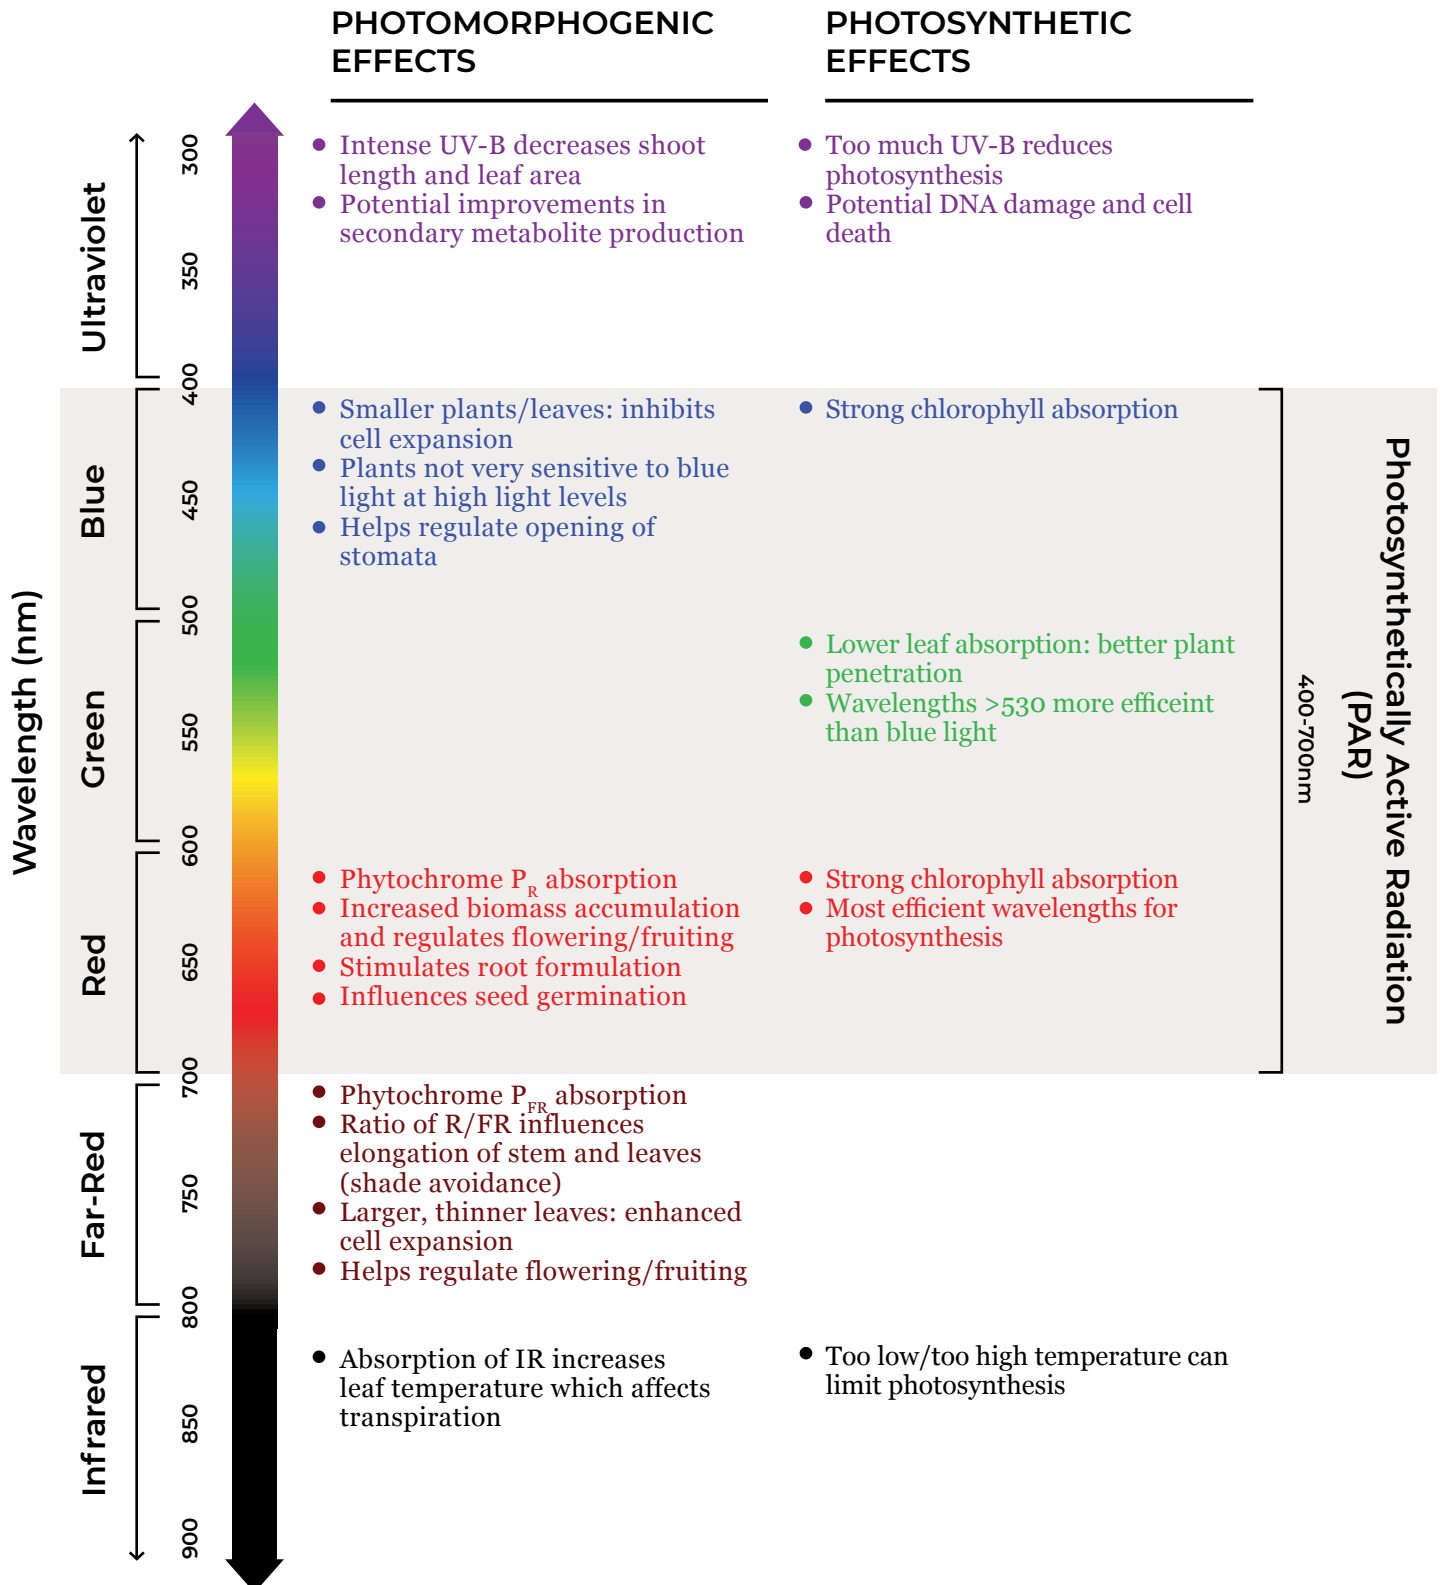 PHOTOMORPHOGENIC
EFFECTS
PHOTOSYNTHETIC
EFFECTS
Wavelength (nm)
Ultraviolet
300
350
400
• Intense UV-B decreases shoot
length and leaf area
• Potential improvements in
secondary metabolite production
• Too much UV-B reduces
photosynthesis
• Potential DNA damage and cell
death
Blue
450
500
• Smaller plants/leaves: inhibits
cell expansion
• Plants not very sensitive to blue
light at high light levels
• Helps regulate opening of
stomata
• Strong chlorophyll absorption
Green
550
600
• Lower leaf absorption: better plant
penetration
• Wavelengths >530 more efficeint
than blue light
Red
650
700
• Phytochrome PR absorption
• Increased biomass accumulation
and regulates flowering/fruiting
• Stimulates root formulation
• Influences seed germination
• Strong chlorophyll absorption
• Most efficient wavelengths for
photosynthesis
400-700nm
Photosynthetically Active Radiation
(PAR)
Far-Red
750
800
• Phytochrome PFR absorption
• Ratio of R/FR influences
elongation of stem and leaves
(shade avoidance)
• Larger, thinner leaves: enhanced
cell expansion
• Helps regulate flowering/fruiting
Infrared
850
900
• Absorption of IR increases
leaf temperature which affects
transpiration
• Too low/too high temperature can
limit photosynthesis